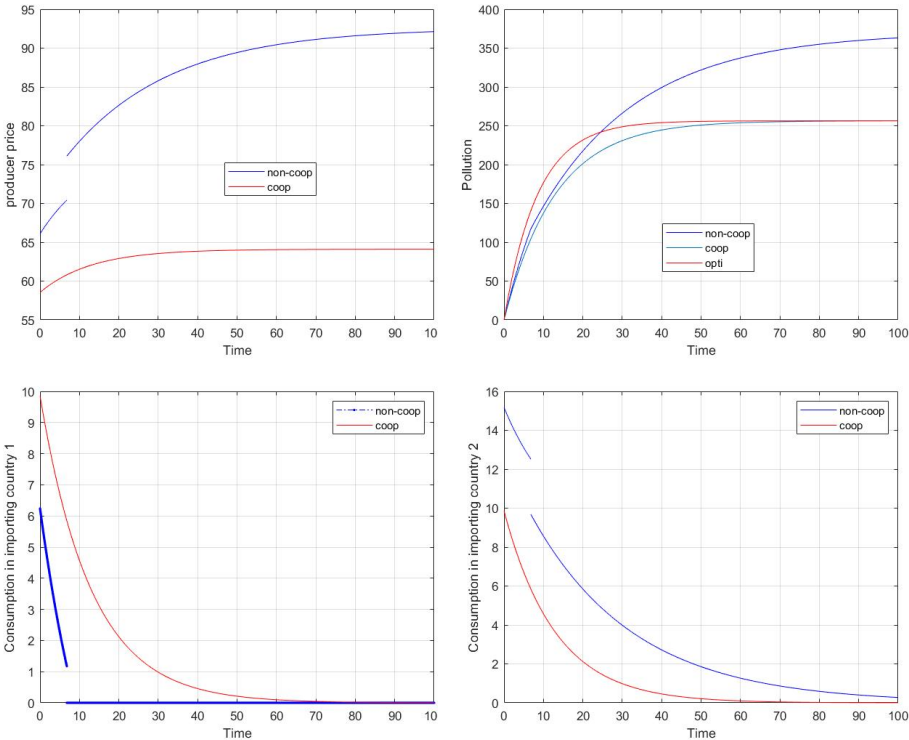 95
90
85
80
75
70
65
60
55
producer price
non-coop
coop
0 10 20 30 40 50 60 70 80 90 100
Time
400
350
300
250
200
150
100
50
0
Pollution
non-coop
coop
opti
0 10 20 30 40 50 60 70 80 90 100
Time
10
9
8
7
6
5
4
3
2
1
0
Consumption in importing country 1
non-coop
coop
0 10 20 30 40 50 60 70 80 90 100
Time
16
14
12
10
8
6
4
2
0
Consumption in importing country 2
non-coop
coop
0 10 20 30 40 50 60 70 80 90 100
Time